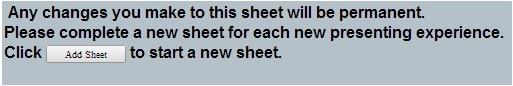 Any changes you make to this sheet will be permanent.
Please complete a new sheet for each new presenting experience.
Click Add Sheet to start a new sheet.